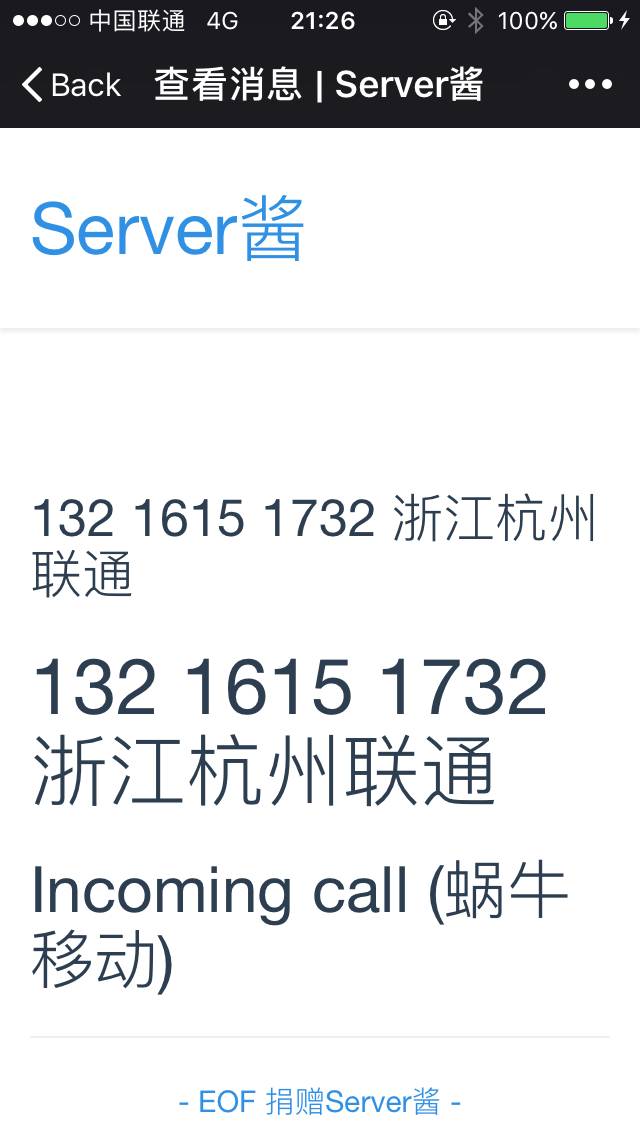 中国联通 4G 21:26 100%
Back 查看消息 | Server酱
Server酱
132 1615 1732 浙江杭州
联通
132 1615 1732
浙江杭州联通
Incoming call (蜗牛
移动)
- EOF 捐赠Server酱 -